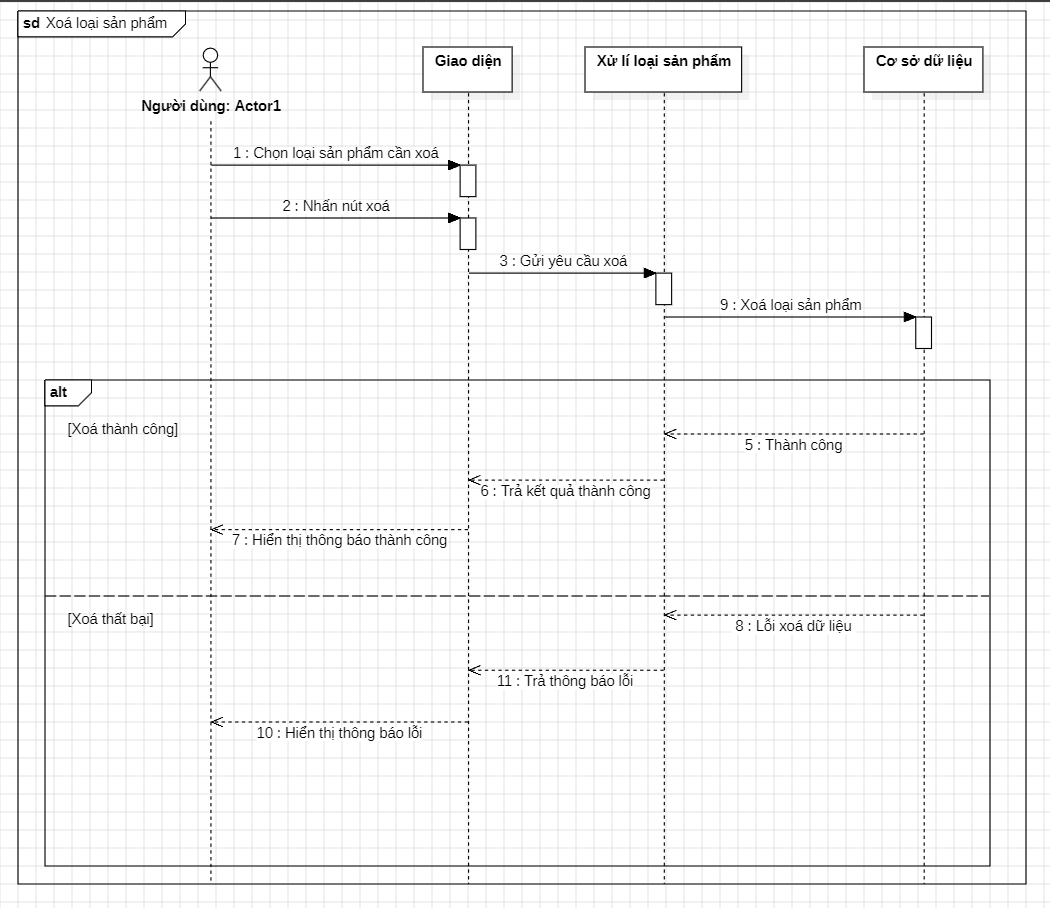 sd Xoá loại sản phẩm
Giao diện
Xử lí loại sản phẩm
Cơ sở dữ liệu
Người dùng: Actor1
1 : Chọn loại sản phẩm cần xoá
2 : Nhấn nút xoá
3 : Gửi yêu cầu xoá
9 : Xoá loại sản phẩm
alt
[Xoá thành công]
5 : Thành công
6 : Trả kết quả thành công
7 : Hiển thị thông báo thành công
[Xoá thất bại]
8 : Lỗi xoá dữ liệu
11 : Trả thông báo lỗi
10 : Hiển thị thông báo lỗi